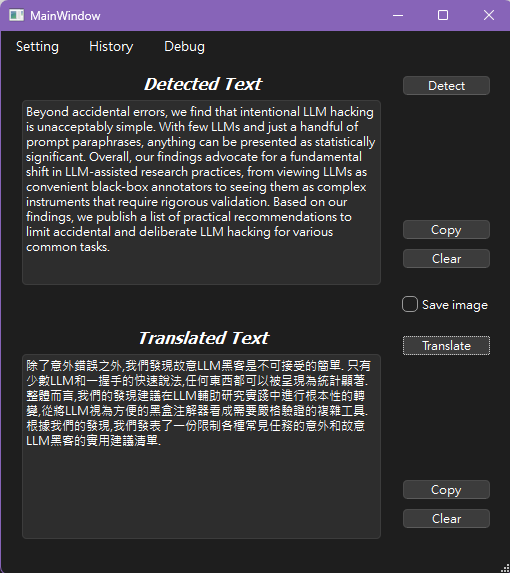 MainWindow
Setting History Debug
Detected Text
Detect
Beyond accidental errors, we find that intentional LLM hacking
is unacceptably simple. With few LLMs and just a handful of
prompt paraphrases, anything can be presented as statistically
significant. Overall, our findings advocate for a fundamental
shift in LLM-assisted research practices, from viewing LLMs as
convenient black-box annotators to seeing them as complex
instruments that require rigorous validation. Based on our
findings, we publish a list of practical recommendations to
limit accidental and deliberate LLM hacking for various
common tasks.
Copy
Clear
Save image
Translated Text
Translate
除了意外錯誤之外,我們發現故意LLM黑客是不可接受的簡單. 只有
少數LLM和一握手的快速說法,任何東西都可以被呈現為統計顯著.
整體而言,我們的發現建議在LLM輔助研究實踐中進行根本性的轉
變,從將LLM視為方便的黑盒注解器看成需要嚴格驗證的複雜工具.
根據我們的發現,我們發表了一份限制各種常見任務的意外和故意
LLM黑客的實用建議清單.
Copy
Clear